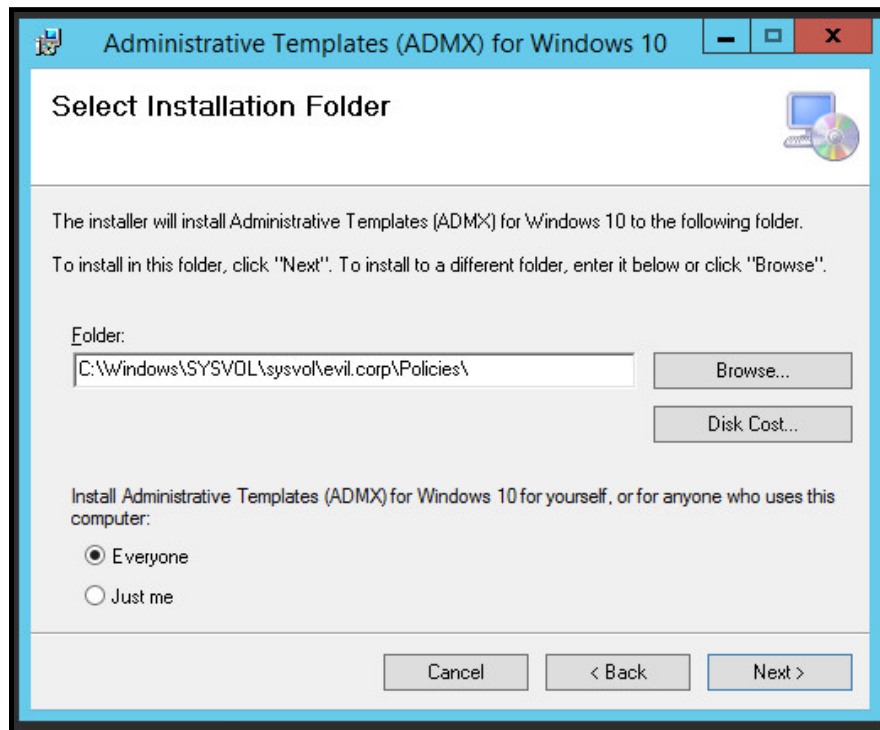 Administrative Templates (ADMX) for Windows 10
Select Installation Folder
The installer will install Administrative Templates (ADMX) for Windows 10 to the following folder.
To install in this folder, click "Next". To install to a different folder, enter it below or click "Browse".
Folder:
C:\Windows\SYSVOL\sysvol\evil.corp\Policies\
Browse...
Disk Cost...
Install Administrative Templates (ADMX) for Windows 10 for yourself, or for anyone who uses this
computer:
Everyone
Just me
Cancel
< Back
Next >